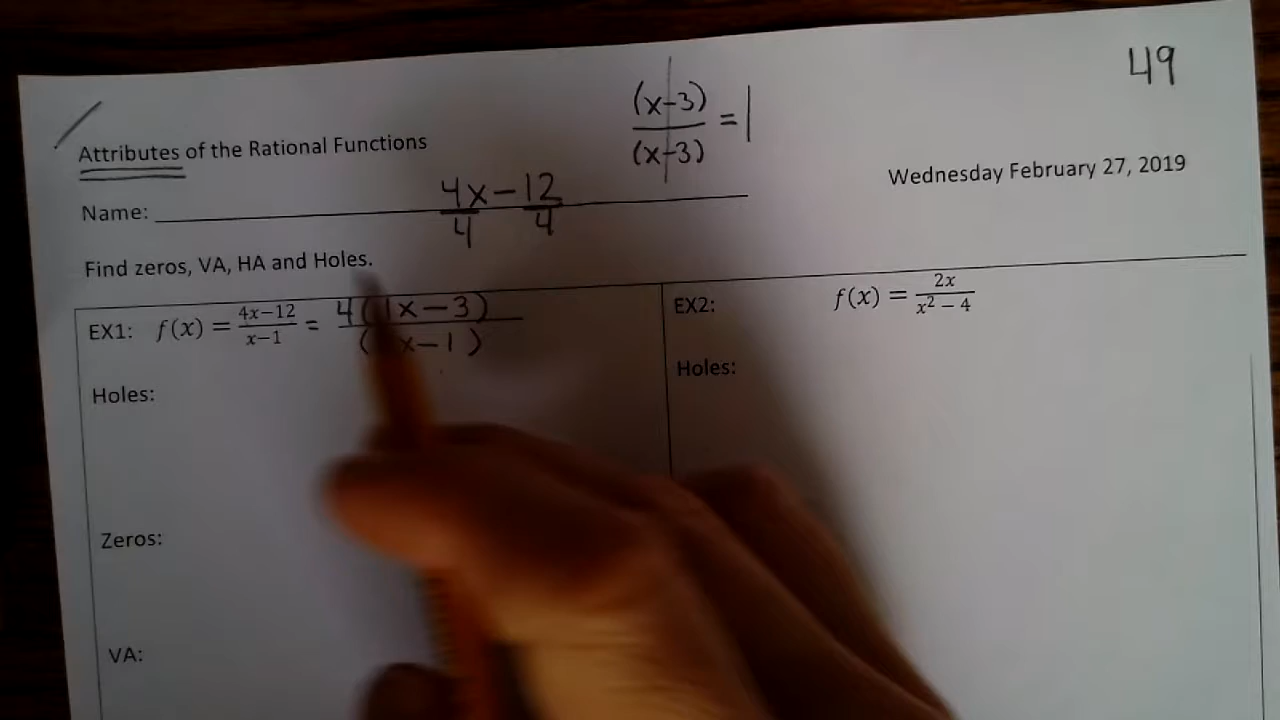 49
(x-3)
(x-3)
= 1
Attributes of the Rational Functions
Wednesday February 27, 2019
4x - 12
4 4
Name:
Find zeros, VA, HA and Holes.
EX1: f(x) = 4x-12 / x-1 = 4(1x-3) / (x-1)
EX2: f(x) = 2x / x² - 4
Holes:
Holes:
Zeros:
VA: